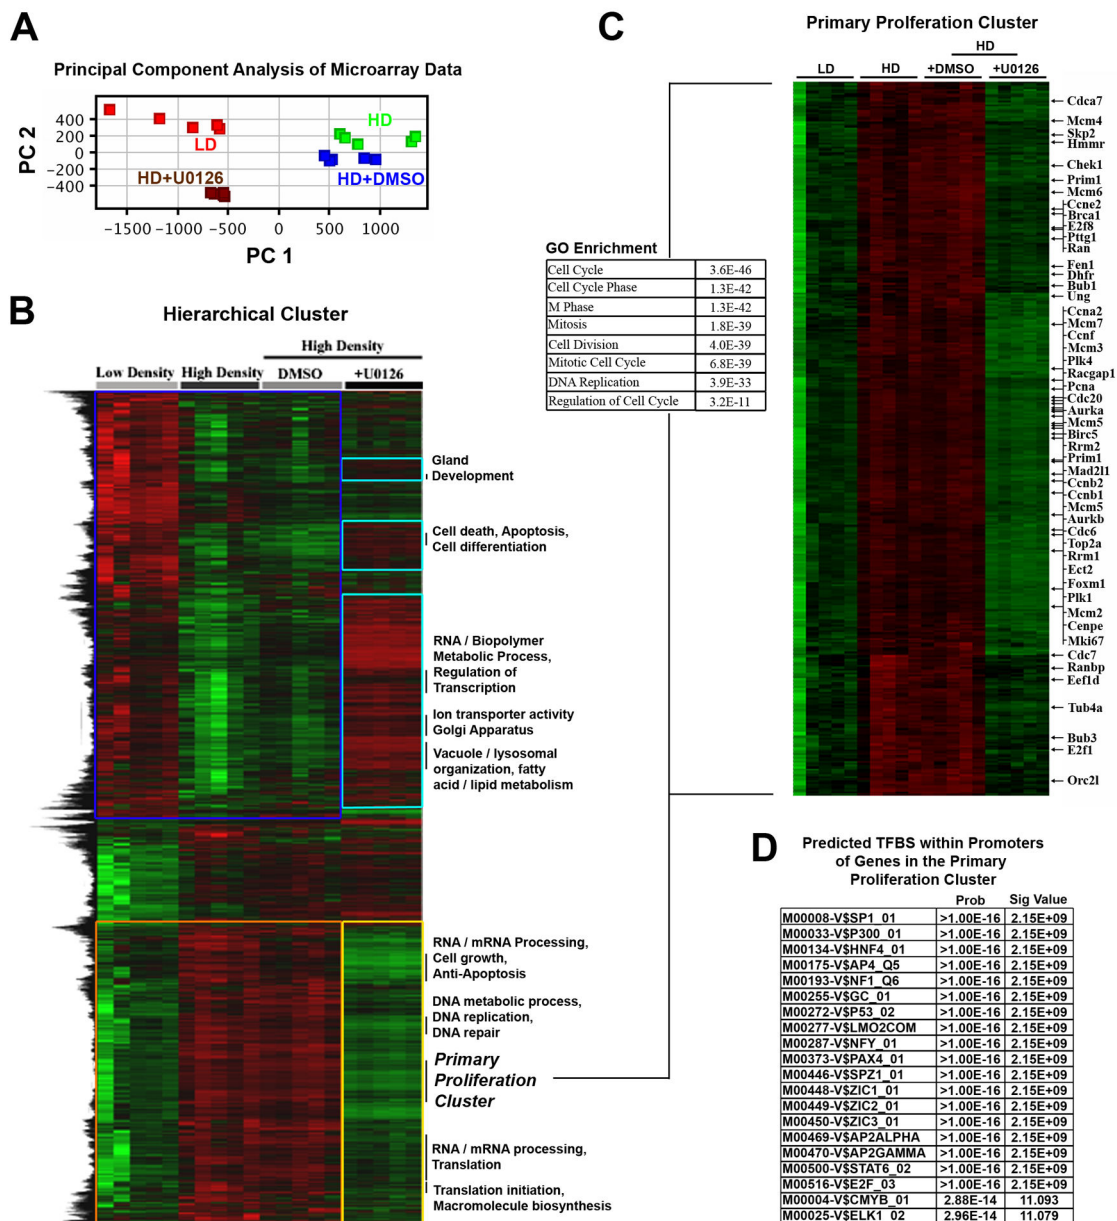 A
Principal Component Analysis of Microarray Data
PC 2
400
200
0
−200
−400
HD
LD
HD+U0126
HD+DMSO
−1500
−1000
−500
0
500
1000
PC 1
B
Hierarchical Cluster
High Density
Low Density
High Density
DMSO
+U0126
Gland
Development
Cell death, Apoptosis,
Cell differentiation
RNA / Biopolymer
Metabolic Process,
Regulation of
Transcription
Ion transporter activity
Golgi Apparatus
Vacuole / lysosomal
organization, fatty
acid / lipid metabolism
RNA / mRNA Processing,
Cell growth,
Anti-Apoptosis
DNA metabolic process,
DNA replication,
DNA repair
Primary
Proliferation
Cluster
RNA / mRNA processing,
Translation
Translation initiation,
Macromolecule biosynthesis
GO Enrichment
Cell Cycle 3.6E-46
Cell Cycle Phase 1.3E-42
M Phase 1.3E-42
Mitosis 1.8E-39
Cell Division 4.0E-39
Mitotic Cell Cycle 6.8E-39
DNA Replication 3.9E-33
Regulation of Cell Cycle 3.2E-11
C
Primary Prolferation Cluster
HD
LD
HD
+DMSO
+U0126
Cdca7
Mcm4
Skp2
Hmmr
Chek1
Prim1
Mcm6
Ccne2
Brca1
E2f8
Pttg1
Ran
Fen1
Dhfr
Bub1
Ung
Ccna2
Mcm7
Ccnf
Mcm3
Plk4
Racgap1
Pcna
Cdc20
Aurka
Mcm5
Birc5
Rrm2
Prim1
Mad2l1
Ccnb2
Ccnb1
Mcm5
Aurkb
Cdc6
Top2a
Rrm1
Ect2
Foxm1
Plk1
Mcm2
Cenpe
Mki67
Cdc7
Ranbp
Eef1d
Tub4a
Bub3
E2f1
Orc2l
D
Predicted TFBS within Promoters
of Genes in the Primary
Proliferation Cluster
Prob Sig Value
M00008-V$SP1_01 >1.00E-16 2.15E+09
M00033-V$P300_01 >1.00E-16 2.15E+09
M00134-V$HNF4_01 >1.00E-16 2.15E+09
M00175-V$AP4_Q5 >1.00E-16 2.15E+09
M00193-V$NF1_Q6 >1.00E-16 2.15E+09
M00255-V$GC_01 >1.00E-16 2.15E+09
M00272-V$P53_02 >1.00E-16 2.15E+09
M00277-V$LMO2COM >1.00E-16 2.15E+09
M00287-V$NFY_01 >1.00E-16 2.15E+09
M00373-V$PAX4_01 >1.00E-16 2.15E+09
M00446-V$SPZ1_01 >1.00E-16 2.15E+09
M00448-V$ZIC1_01 >1.00E-16 2.15E+09
M00449-V$ZIC2_01 >1.00E-16 2.15E+09
M00450-V$ZIC3_01 >1.00E-16 2.15E+09
M00469-V$AP2ALPHA >1.00E-16 2.15E+09
M00470-V$AP2GAMMA >1.00E-16 2.15E+09
M00500-V$STAT6_02 >1.00E-16 2.15E+09
M00516-V$E2F_03 >1.00E-16 2.15E+09
M00004-V$CMYB_01 2.88E-14 11.093
M00025-V$ELK1_02 2.96E-14 11.079